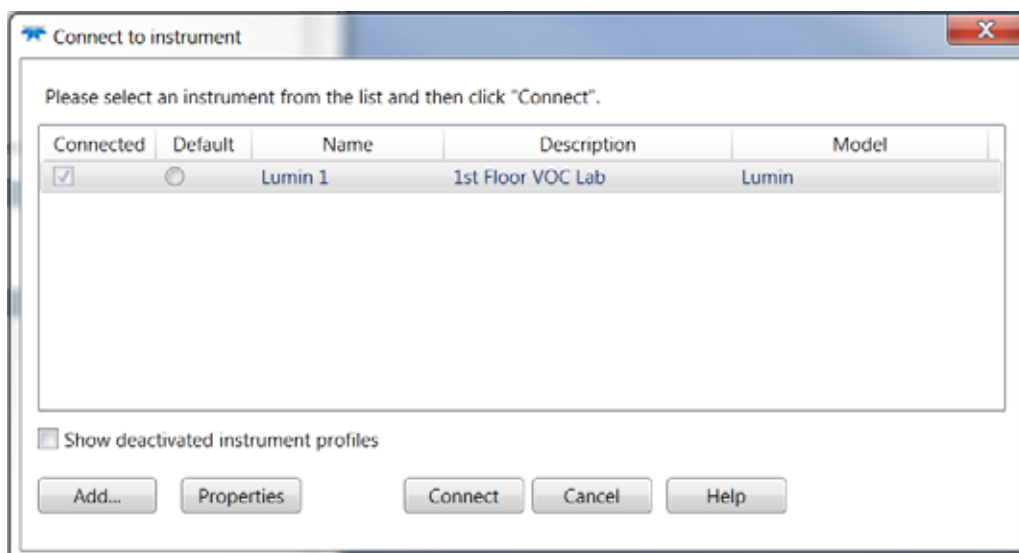 Connect to instrument
Please select an instrument from the list and then click "Connect".
Connected Default Name Description Model
Lumin 1 1st Floor VOC Lab Lumin
Show deactivated instrument profiles
Add... Properties Connect Cancel Help